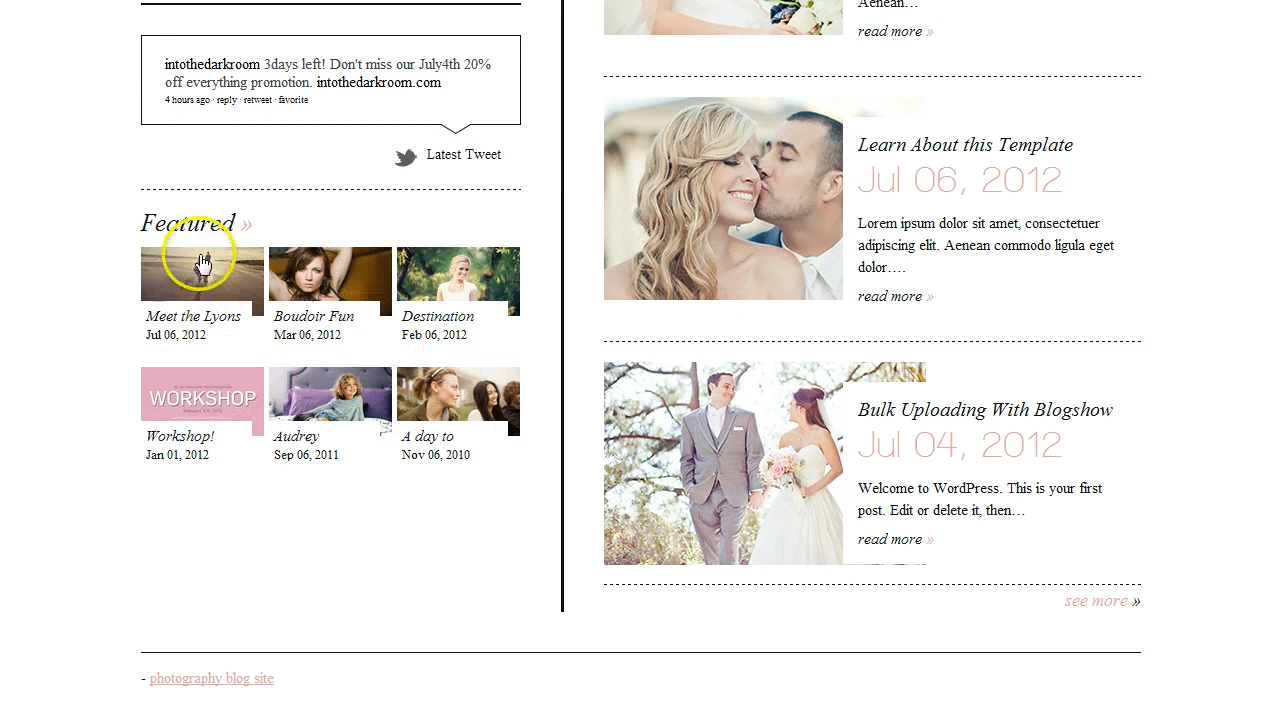 intothedarkroom 3days left! Don't miss our July4th 20%
off everything promotion. intothedarkroom.com
4 hours ago · reply · retweet · favorite
Latest Tweet
Featured »
Meet the Lyons
Jul 06, 2012
Boudoir Fun
Mar 06, 2012
Destination
Feb 06, 2012
WORKSHOP
Workshop!
Jan 01, 2012
Audrey
Sep 06, 2011
A day to
Nov 06, 2010
Aenean…
read more »
Learn About this Template
Jul 06, 2012
Lorem ipsum dolor sit amet, consectetuer
adipiscing elit. Aenean commodo ligula eget
dolor….
read more »
Bulk Uploading With Blogshow
Jul 04, 2012
Welcome to WordPress. This is your first
post. Edit or delete it, then…
read more »
see more »
- photography blog site